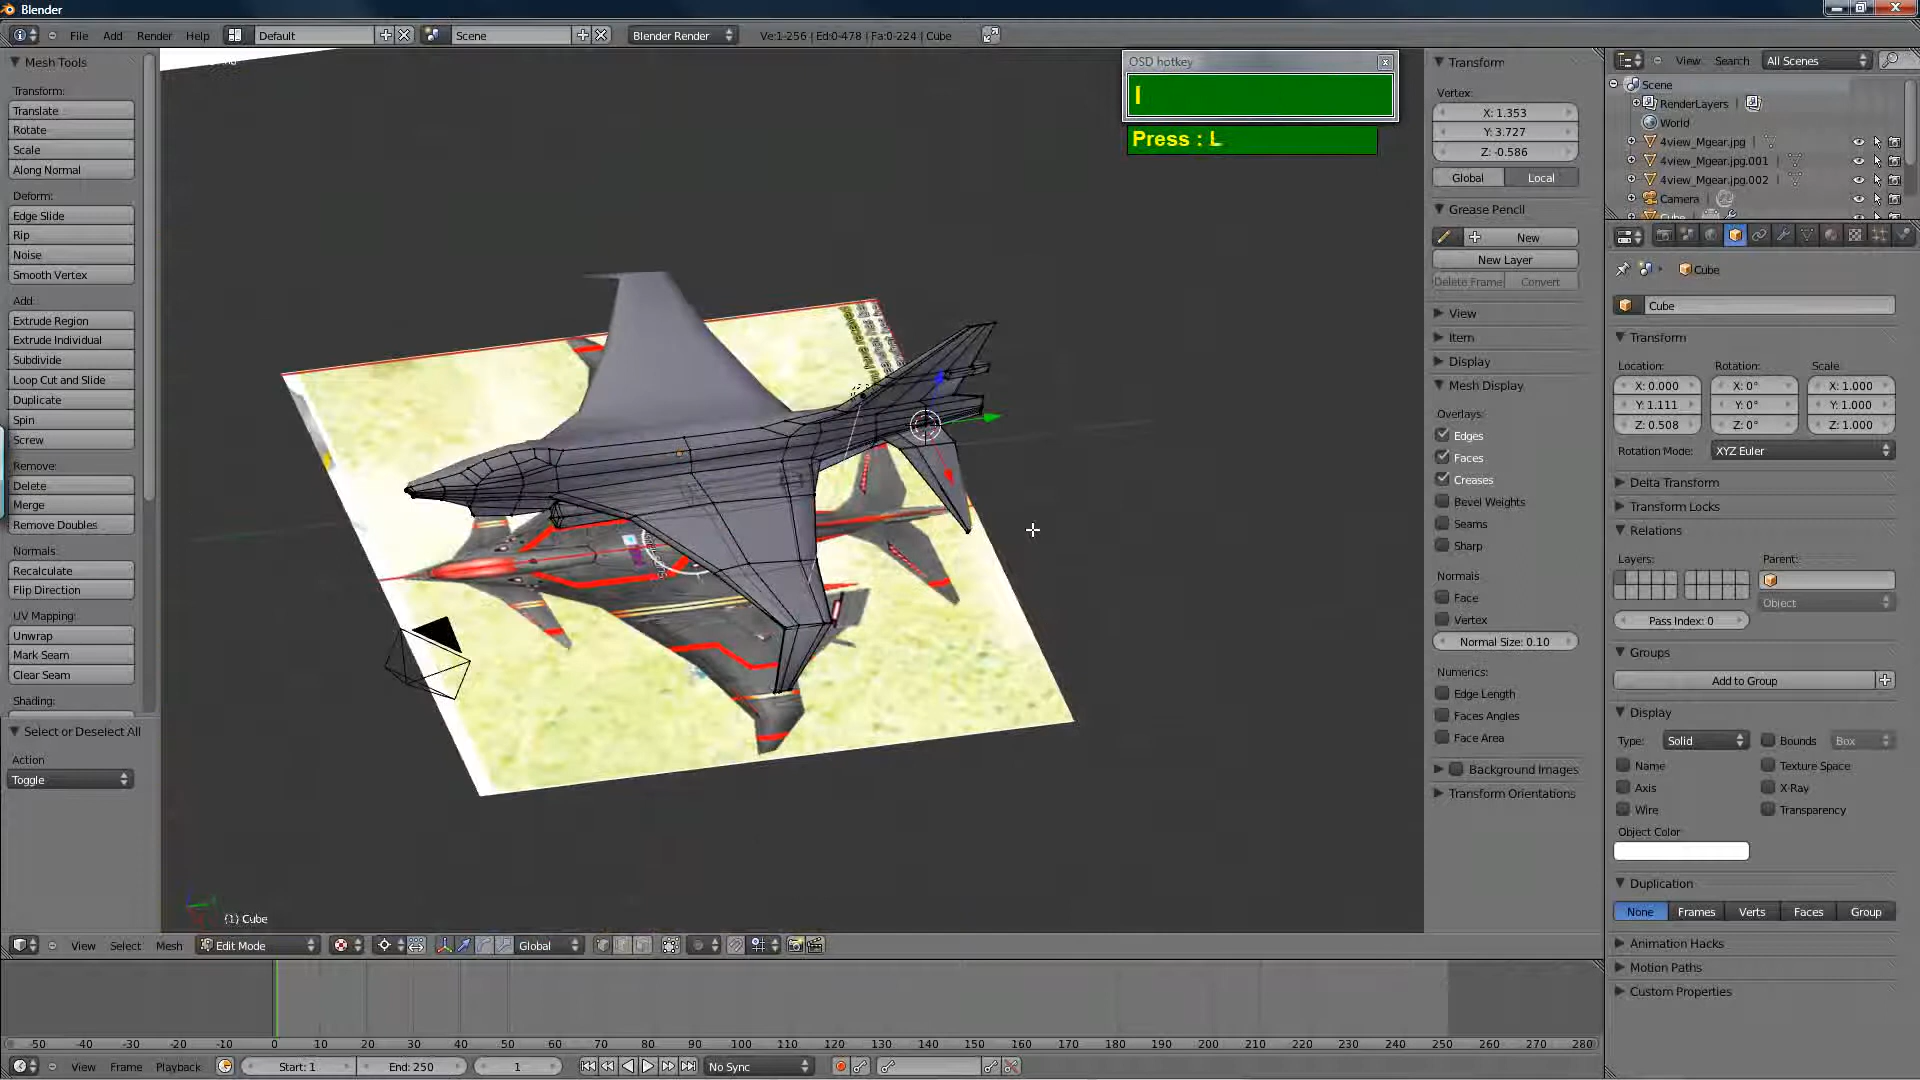 Blender
File Add Render Help Default Scene Blender Render Ve:1-256 | Ed:0-478 | Fa:0-224 | Cube
Mesh Tools
Transform:
Translate
Rotate
Scale
Along Normal
Deform:
Edge Slide
Rip
Noise
Smooth Vertex
Add:
Extrude Region
Extrude Individual
Subdivide
Loop Cut and Slide
Duplicate
Spin
Screw
Remove:
Delete
Merge
Remove Doubles
Normals:
Recalculate
Flip Direction
UV Mapping:
Unwrap
Mark Seam
Clear Seam
Shading:
Select or Deselect All
Action
Toggle
OSD hotkey
Press : L
(1) Cube
Transform
Vertex:
X: 1.353
Y: 3.727
Z: -0.586
Global Local
Grease Pencil
New
New Layer
Delete Frame Convert
View
Item
Display
Mesh Display
Overlays:
Edges
Faces
Creases
Bevel Weights
Seams
Sharp
Normals:
Face
Vertex
Normal Size: 0.10
Numerics:
Edge Length
Faces Angles
Face Area
Background Images
Transform Orientations
View Search All Scenes
Scene
RenderLayers
World
4view_Mgear.jpg
4view_Mgear.jpg.001
4view_Mgear.jpg.002
Camera
Cube
Cube
Cube
Transform
Location: Rotation: Scale:
X: 0.000 X: 0° X: 1.000
Y: 1.111 Y: 0° Y: 1.000
Z: 0.508 Z: 0° Z: 1.000
Rotation Mode: XYZ Euler
Delta Transform
Transform Locks
Relations
Layers: Parent:
Object
Pass Index: 0
Groups
Add to Group
Display
Type: Solid Bounds Box
Name Texture Space
Axis X-Ray
Wire Transparency
Object Color
Duplication
None Frames Verts Faces Group
Animation Hacks
Motion Paths
Custom Properties
View Select Mesh Edit Mode Global
-50 -40 -30 -20 -10 0 10 20 30 40 50 60 70 80 90 100 110 120 130 140 150 160 170 180 190 200 210 220 230 240 250 260 270 280
View Frame Playback Start: 1 End: 250 1 No Sync